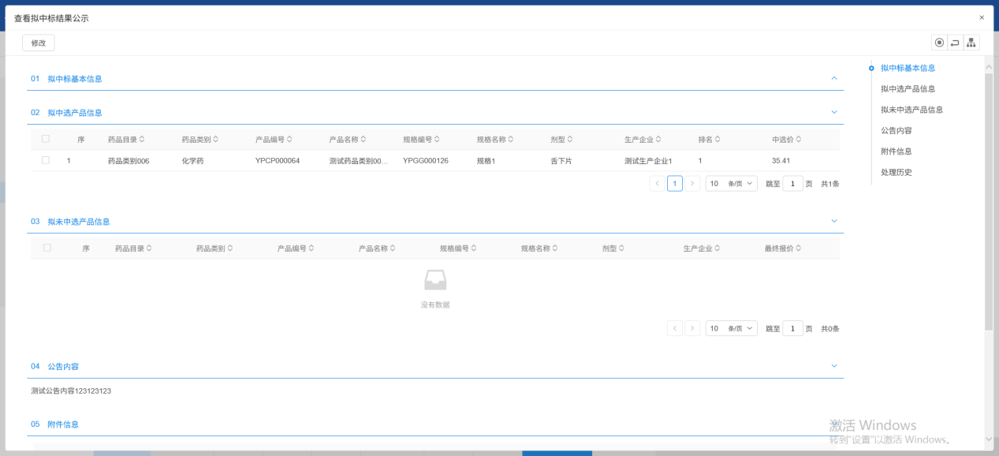 查看拟中标结果公示 ×
修改
01 拟中标基本信息
02 拟中选产品信息
序 药品目录 药品类别 产品编号 产品名称 规格编号 规格名称 剂型 生产企业 排名 中选价
1 药品类别006 化学药 YPCP000064 测试药品类别00... YPGG000126 规格1 舌下片 测试生产企业1 1 35.41
< 1 > 10 条/页 跳至 1 页 共1条
03 拟未中选产品信息
序 药品目录 药品类别 产品编号 产品名称 规格编号 规格名称 剂型 生产企业 最终报价
没有数据
< > 10 条/页 跳至 1 页 共0条
04 公告内容
测试公告内容123123123
05 附件信息
拟中标基本信息
拟中选产品信息
拟未中选产品信息
公告内容
附件信息
处理历史
激活 Windows
转到"设置"以激活 Windows。